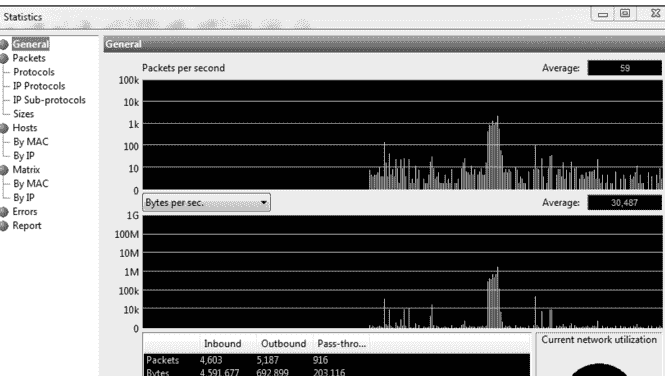 Statistics
General
Packets
Protocols
IP Protocols
IP Sub-protocols
Sizes
Hosts
By MAC
By IP
Matrix
By MAC
By IP
Errors
Report
General
Packets per second
Average: 59
100k
10k
1k
100
10
0
Bytes per sec.
Average: 30,487
1G
100M
10M
1M
100k
10k
0
Inbound Outbound Pass-thro...
Packets 4,603 5,187 916
Bytes 4,591,677 692,899 203,116
Current network utilization